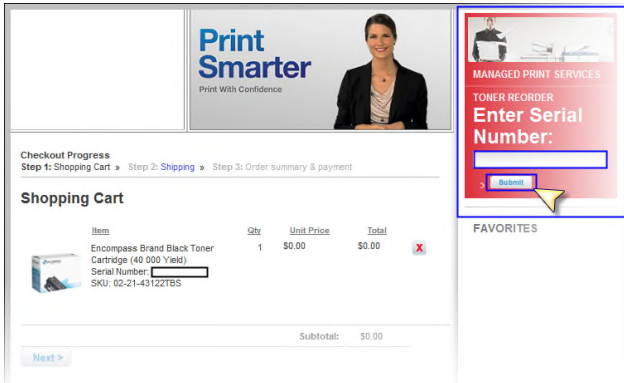 Print
Smarter
Print With Confidence
Checkout Progress
Step 1: Shopping Cart » Step 2: Shipping » Step 3: Order summary & payment
Shopping Cart
Item Qty Unit Price Total
Encompass Brand Black Toner 1 $0.00 $0.00 X
Cartridge (40 000 Yield)
Serial Number:
SKU: 02-21-43122TBS
Subtotal: $0.00
Next >
MANAGED PRINT SERVICES
TONER REORDER
Enter Serial
Number:
> Submit
FAVORITES